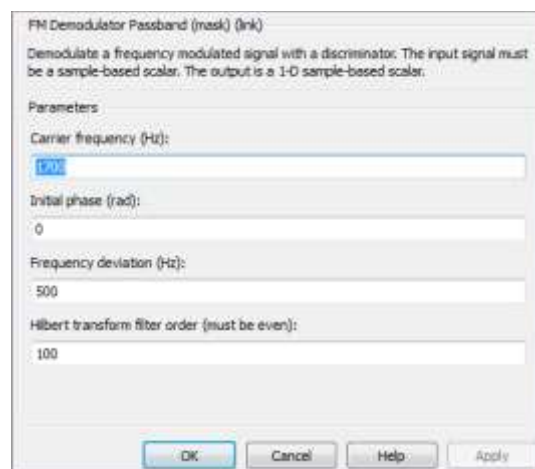 FM Demodulator Passband (mask) (link)
Demodulate a frequency modulated signal with a discriminator. The input signal must
be a sample-based scalar. The output is a 1-D sample-based scalar.
Parameters
Carrier frequency (Hz):
1700
Initial phase (rad):
0
Frequency deviation (Hz):
500
Hilbert transform filter order (must be even):
100
OK Cancel Help Apply